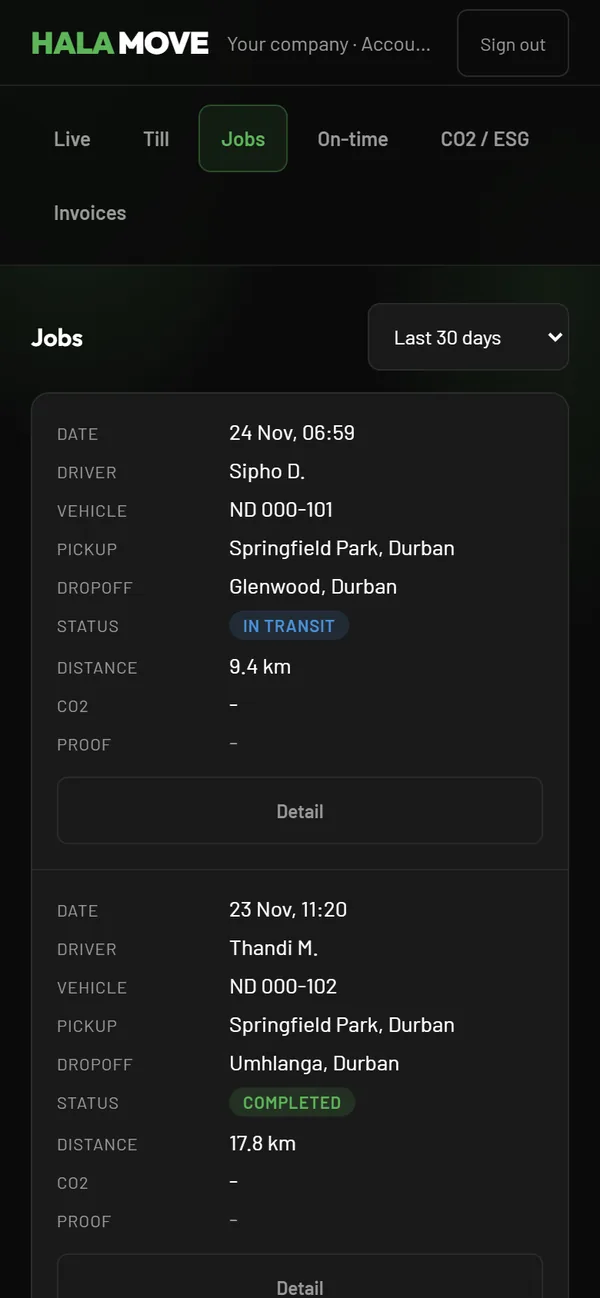 HALA MOVE Your company · Accou... Sign out
Live Till Jobs On-time CO2 / ESG
Invoices
Jobs Last 30 days
DATE 24 Nov, 06:59
DRIVER Sipho D.
VEHICLE ND 000-101
PICKUP Springfield Park, Durban
DROPOFF Glenwood, Durban
STATUS IN TRANSIT
DISTANCE 9.4 km
CO2 -
PROOF -
Detail
DATE 23 Nov, 11:20
DRIVER Thandi M.
VEHICLE ND 000-102
PICKUP Springfield Park, Durban
DROPOFF Umhlanga, Durban
STATUS COMPLETED
DISTANCE 17.8 km
CO2 -
PROOF -
Detail